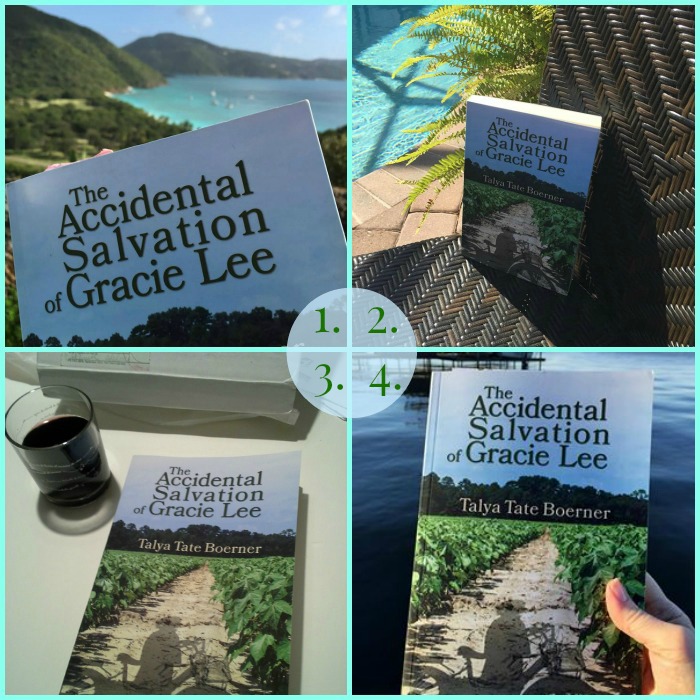 The
Accidental
Salvation
of Gracie Lee
The
Accidental
Salvation
of Gracie Lee
Talya Tate Boerner
1. 2.
3. 4.
The
Accidental
Salvation
of Gracie Lee
Talya Tate Boerner
The
Accidental
Salvation
of Gracie Lee
Talya Tate Boerner